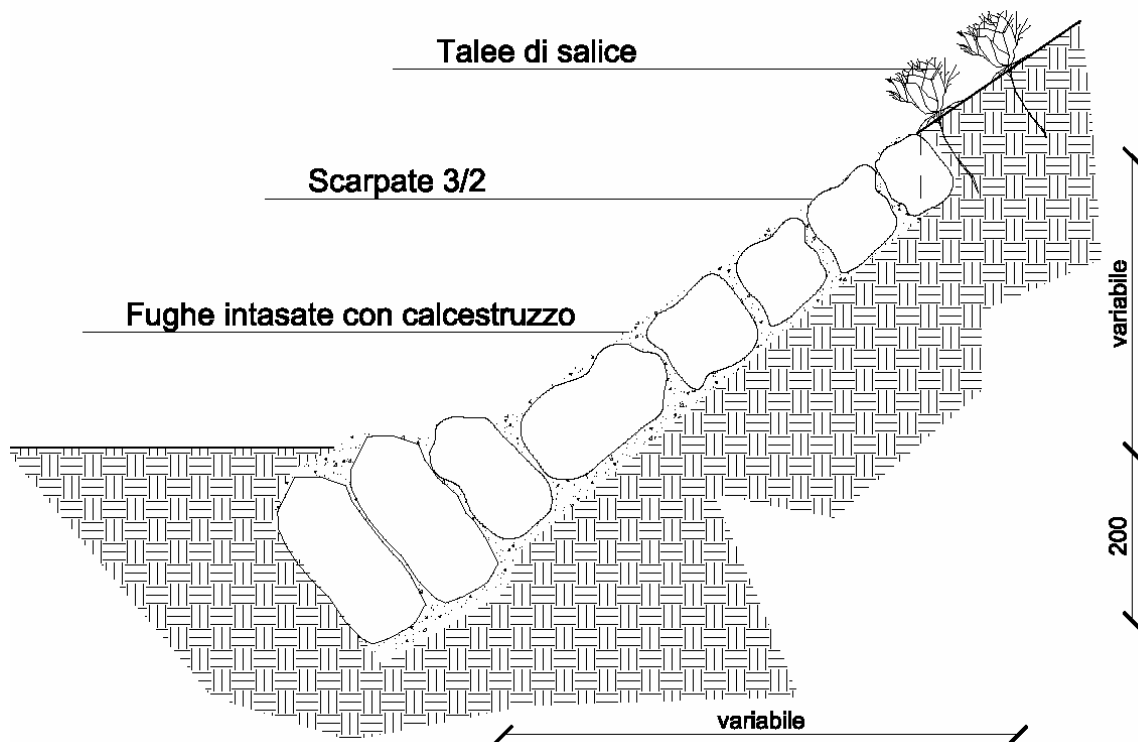 Talee di salice
Scarpate 3/2
Fughe intasate con calcestruzzo
variabile
200
variabile